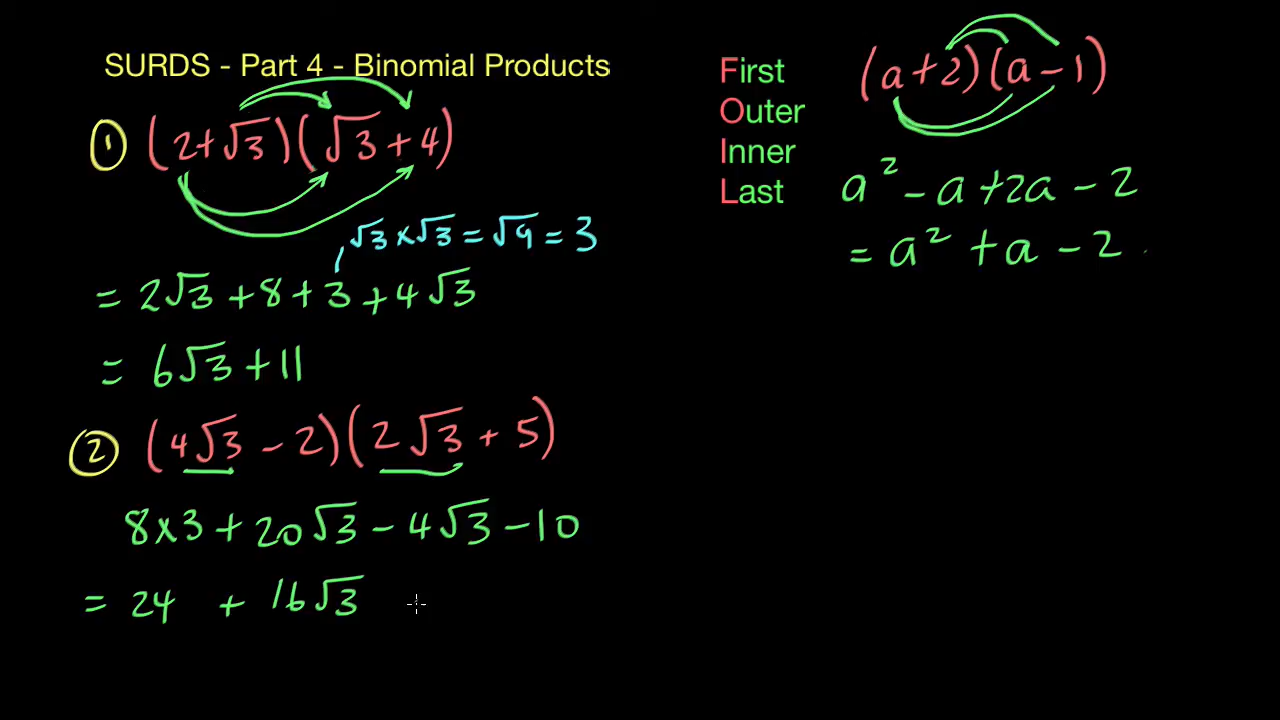 SURDS - Part 4 - Binomial Products
① (2+√3)(√3+4)
√3×√3=√9=3
= 2√3+8+3+4√3
= 6√3+11
② (4√3-2)(2√3+5)
8×3+20√3-4√3-10
= 24 + 16√3
First
Outer
Inner
Last
(a+2)(a-1)
a²-a+2a-2
= a²+a-2